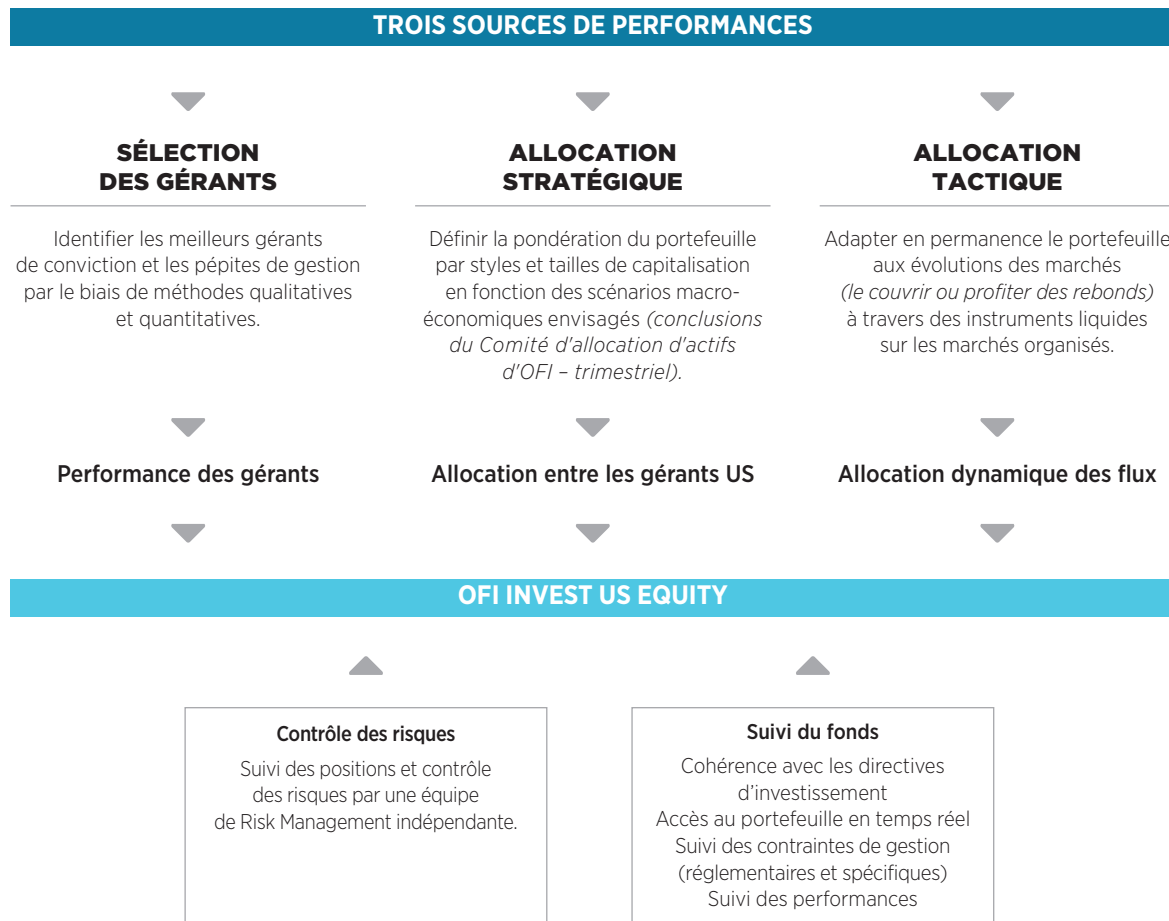 TROIS SOURCES DE PERFORMANCES
SÉLECTION
DES GÉRANTS
Identifier les meilleurs gérants
de conviction et les pépites de gestion
par le biais de méthodes qualitatives
et quantitatives.
Performance des gérants
ALLOCATION
STRATÉGIQUE
Définir la pondération du portefeuille
par styles et tailles de capitalisation
en fonction des scénarios macro-
économiques envisagés (conclusions
du Comité d'allocation d'actifs
d'OFI – trimestriel).
Allocation entre les gérants US
ALLOCATION
TACTIQUE
Adapter en permanence le portefeuille
aux évolutions des marchés
(le couvrir ou profiter des rebonds)
à travers des instruments liquides
sur les marchés organisés.
Allocation dynamique des flux
OFI INVEST US EQUITY
Contrôle des risques
Suivi des positions et contrôle
des risques par une équipe
de Risk Management indépendante.
Suivi du fonds
Cohérence avec les directives
d’investissement
Accès au portefeuille en temps réel
Suivi des contraintes de gestion
(réglementaires et spécifiques)
Suivi des performances